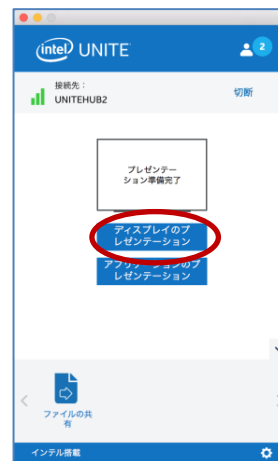 intel UNITE
2
接続先：
UNITEHUB2
切断
プレゼンテー
ション準備完了
ディスプレイのプ
レゼンテーション
アプリケーションのプ
レゼンテーション
ファイルの共
有
インテル搭載